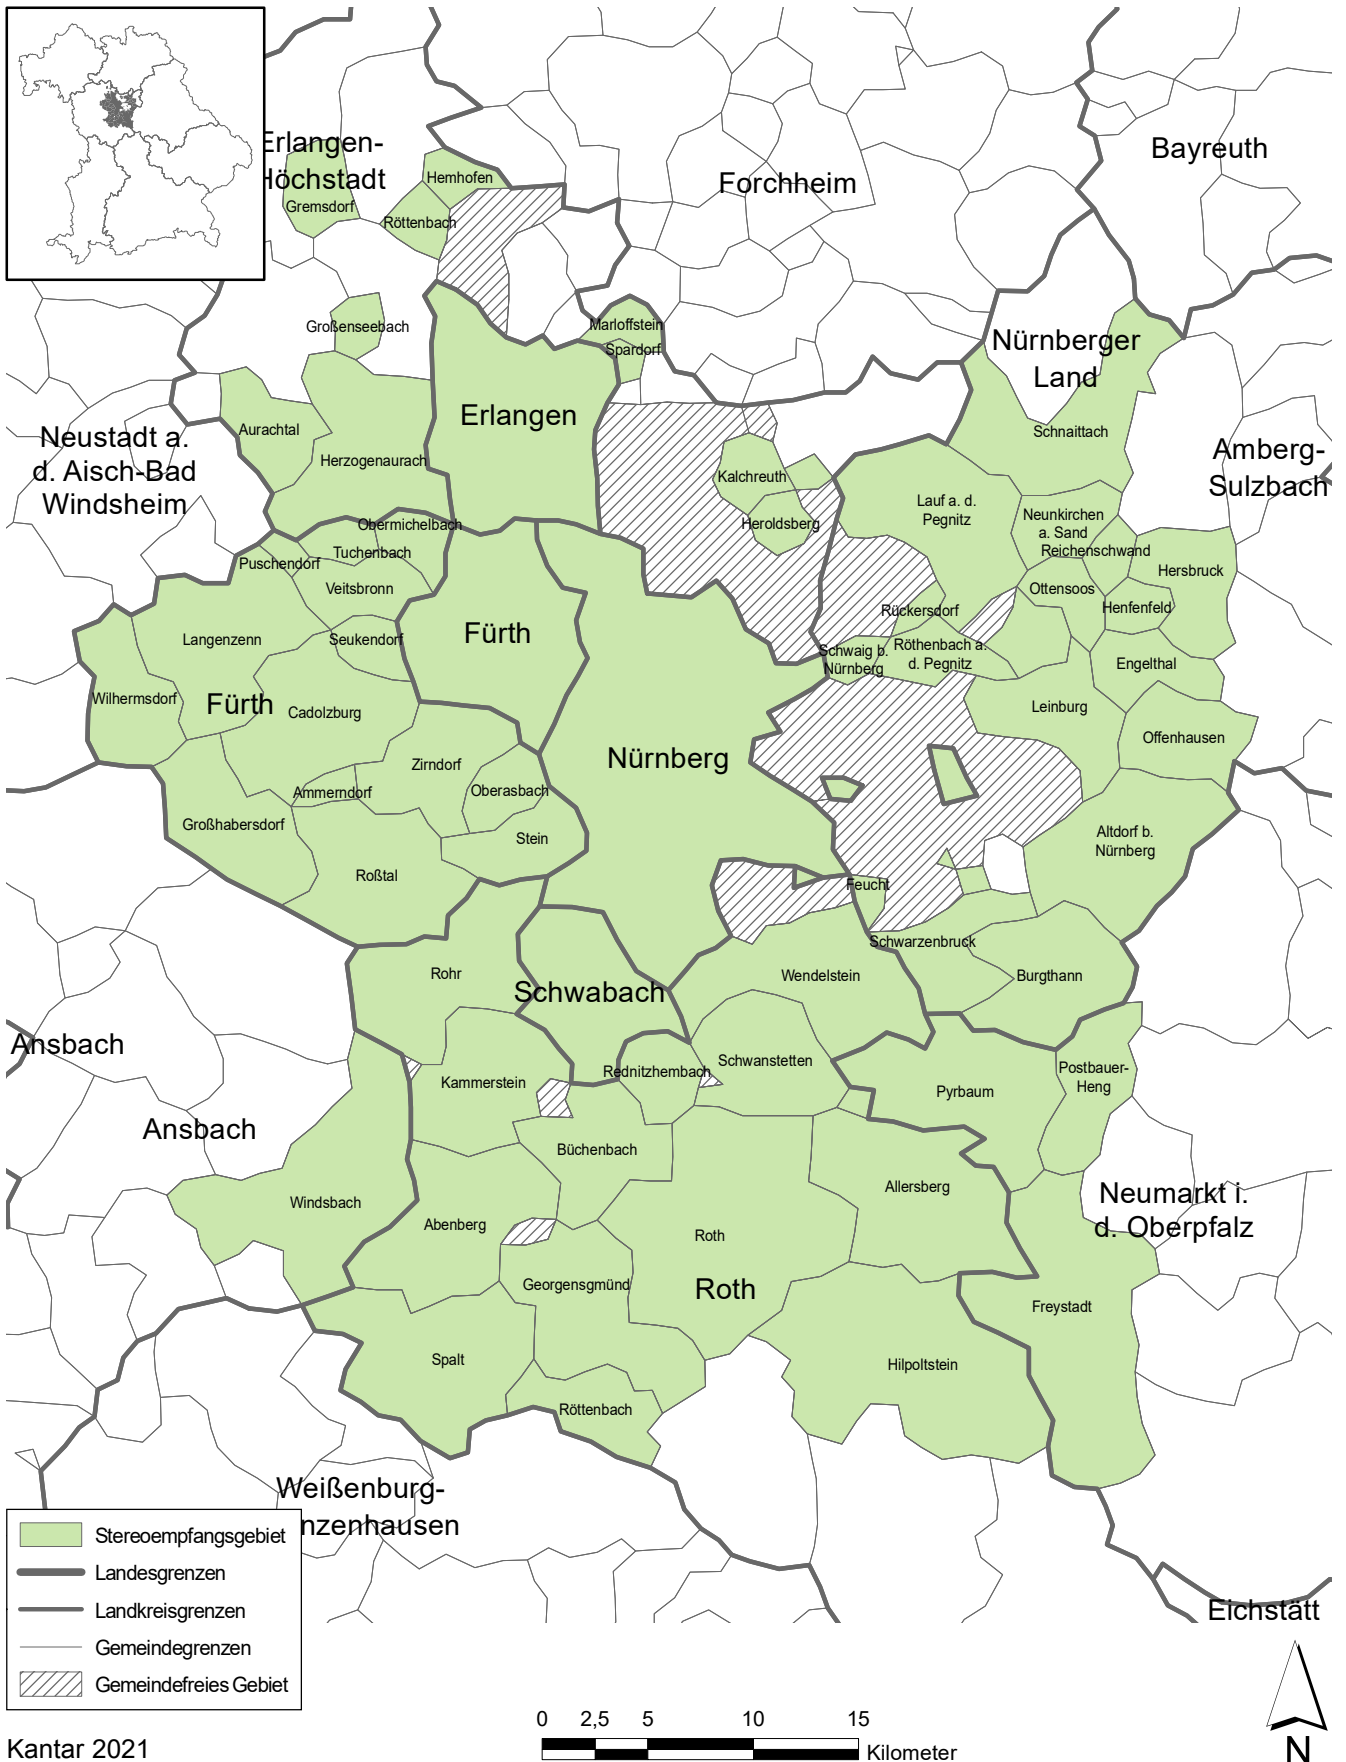 Erlangen-
Höchstadt
Hemhofen
Gremsdorf
Röttenbach
Forchheim
Bayreuth
Großenseebach
Marloffstein
Spardorf
Nürnberger
Land
Erlangen
Aurachtal
Herzogenaurach
Schnaittach
Neustadt a.
d. Aisch-Bad
Windsheim
Amberg-
Sulzbach
Kalchreuth
Heroldsberg
Lauf a. d.
Pegnitz
Neunkirchen
a. Sand
Reichenschwand
Hersbruck
Obermichelbach
Tuchenbach
Puschendorf
Veitsbronn
Ottensoos
Henfenfeld
Rückersdorf
Langenzenn
Seukendorf
Fürth
Schwaig b.
Nürnberg
Röthenbach a.
d. Pegnitz
Engelthal
Wilhermsdorf
Fürth
Cadolzburg
Leinburg
Offenhausen
Nürnberg
Zirndorf
Ammerndorf
Oberasbach
Großhabersdorf
Stein
Altdorf b.
Nürnberg
Roßtal
Feucht
Schwarzenbruck
Rohr
Schwabach
Wendelstein
Burgthann
Ansbach
Rednitzhembach
Schwanstetten
Kammerstein
Pyrbaum
Postbauer-
Heng
Ansbach
Büchenbach
Windsbach
Abenberg
Allersberg
Neumarkt i.
d. Oberpfalz
Roth
Georgensgmünd
Roth
Freystadt
Spalt
Hilpoltstein
Röttenbach
Weißenburg-
nzenhausen
Eichstätt
Stereoempfangsgebiet
Landesgrenzen
Landkreisgrenzen
Gemeindegrenzen
Gemeindefreies Gebiet
0 2,5 5 10 15
Kilometer
N
Kantar 2021